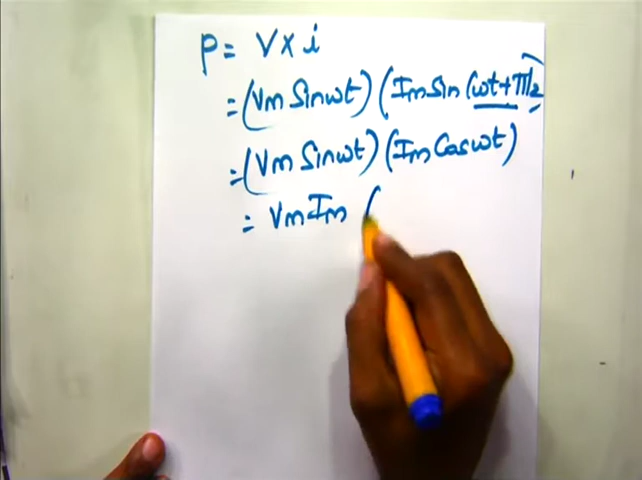 P = V x i
= (Vm Sinωt) (Im Sin (ωt + π/2
= (Vm Sinωt) (Im Cosωt)
= Vm Im (